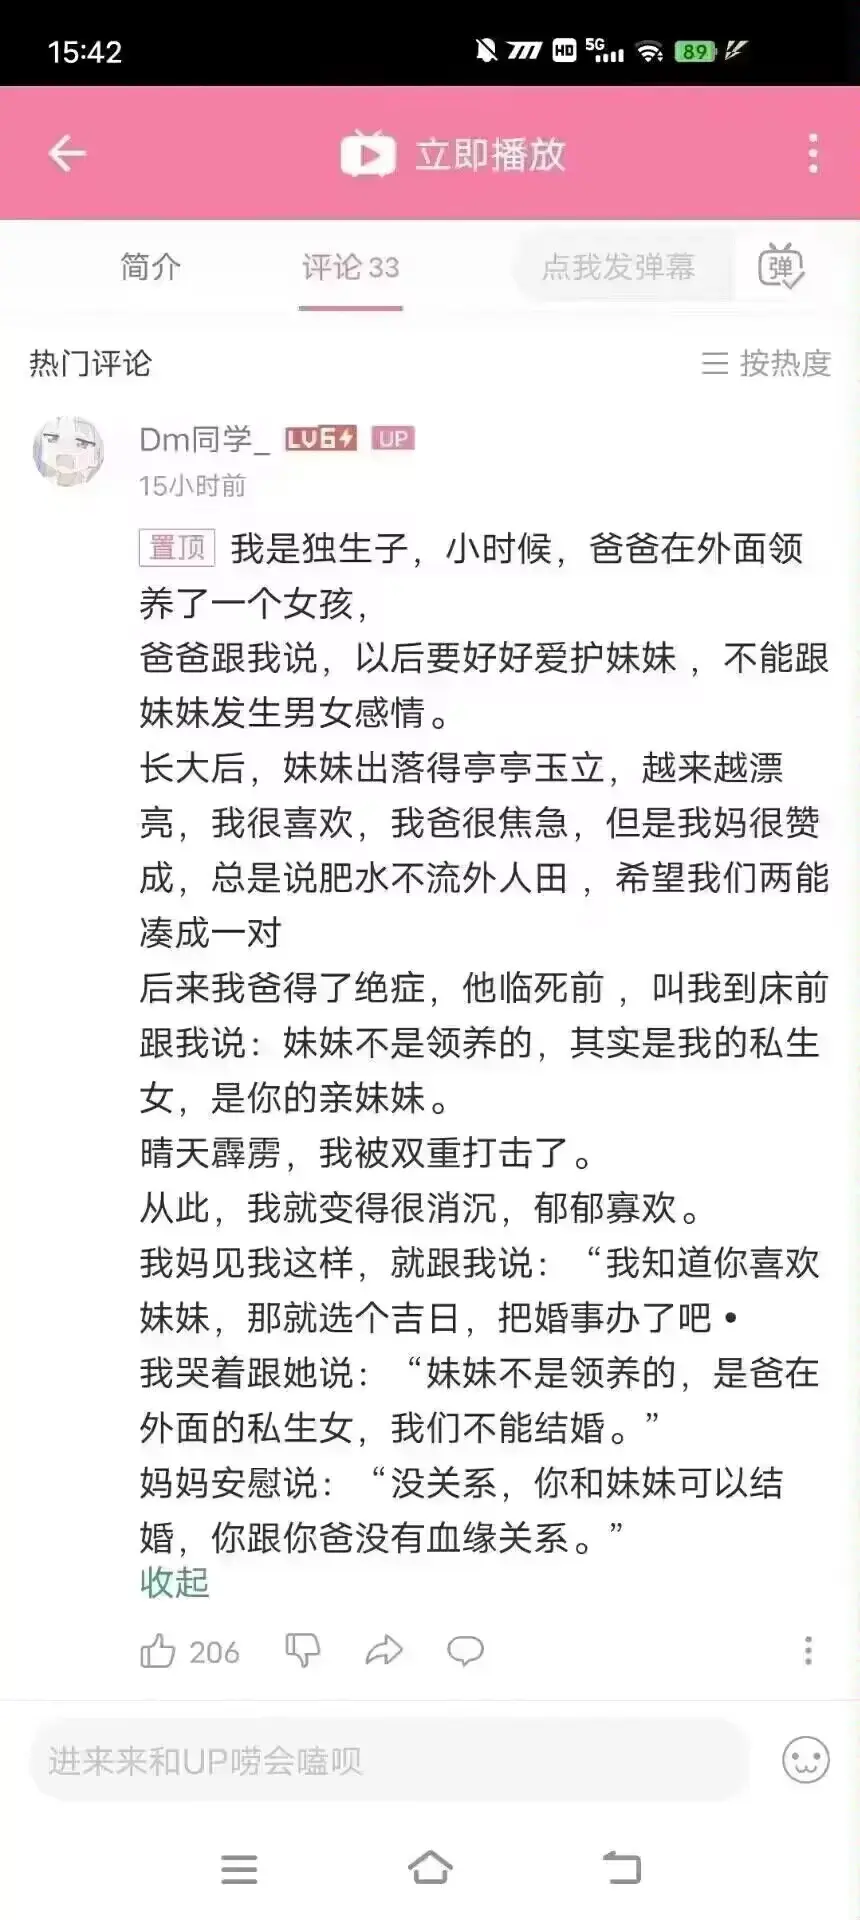 15:42
HD 5G 89
立即播放
简介 评论33 点我发弹幕 弹
热门评论 按热度
Dm同学_ LV6 UP
15小时前
置顶 我是独生子，小时候，爸爸在外面领
养了一个女孩，
爸爸跟我说，以后要好好爱护妹妹 ，不能跟
妹妹发生男女感情。
长大后，妹妹出落得亭亭玉立，越来越漂
亮，我很喜欢，我爸很焦急，但是我妈很赞
成，总是说肥水不流外人田 ，希望我们两能
凑成一对
后来我爸得了绝症，他临死前 ，叫我到床前
跟我说：妹妹不是领养的，其实是我的私生
女，是你的亲妹妹。
晴天霹雳，我被双重打击了。
从此，我就变得很消沉，郁郁寡欢。
我妈见我这样，就跟我说：“我知道你喜欢
妹妹，那就选个吉日，把婚事办了吧•
我哭着跟她说：“妹妹不是领养的，是爸在
外面的私生女，我们不能结婚。”
妈妈安慰说：“没关系，你和妹妹可以结
婚，你跟你爸没有血缘关系。”
收起
206
进来来和UP唠会嗑呗